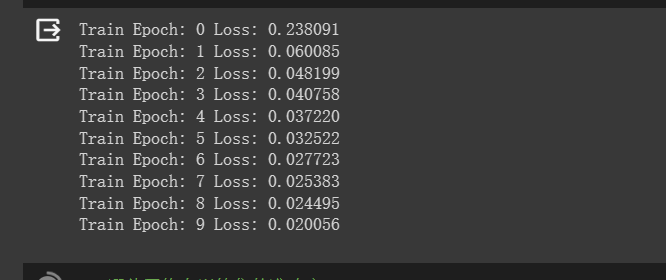 Train Epoch: 0 Loss: 0.238091
Train Epoch: 1 Loss: 0.060085
Train Epoch: 2 Loss: 0.048199
Train Epoch: 3 Loss: 0.040758
Train Epoch: 4 Loss: 0.037220
Train Epoch: 5 Loss: 0.032522
Train Epoch: 6 Loss: 0.027723
Train Epoch: 7 Loss: 0.025383
Train Epoch: 8 Loss: 0.024495
Train Epoch: 9 Loss: 0.020056